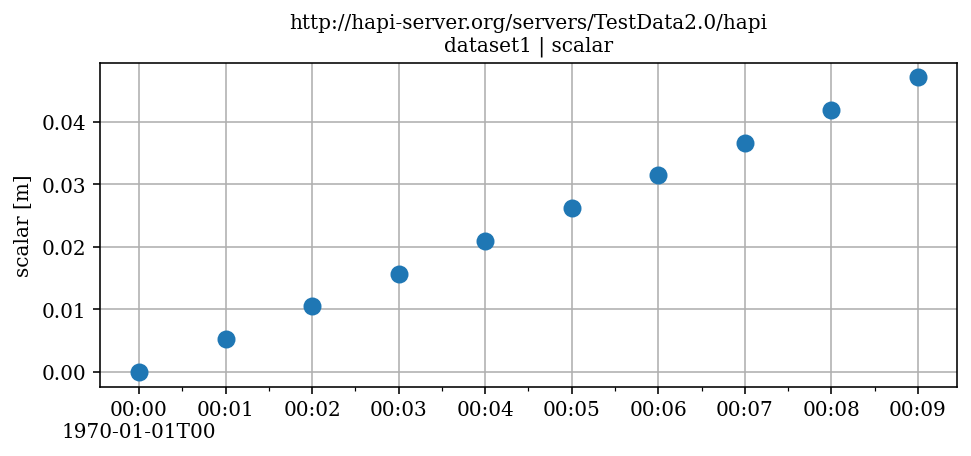 http://hapi-server.org/servers/TestData2.0/hapi
dataset1 | scalar
scalar [m]
0.04
0.03
0.02
0.01
0.00
00:00 00:01 00:02 00:03 00:04 00:05 00:06 00:07 00:08 00:09
1970-01-01T00